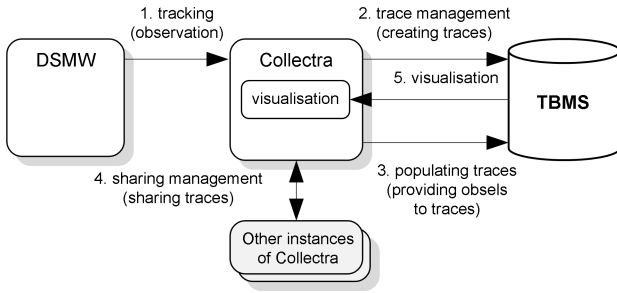 1. tracking
(observation)
2. trace management
(creating traces)
DSMW
Collectra
visualisation
5. visualisation
TBMS
4. sharing management
(sharing traces)
3. populating traces
(providing obsels
to traces)
Other instances
of Collectra